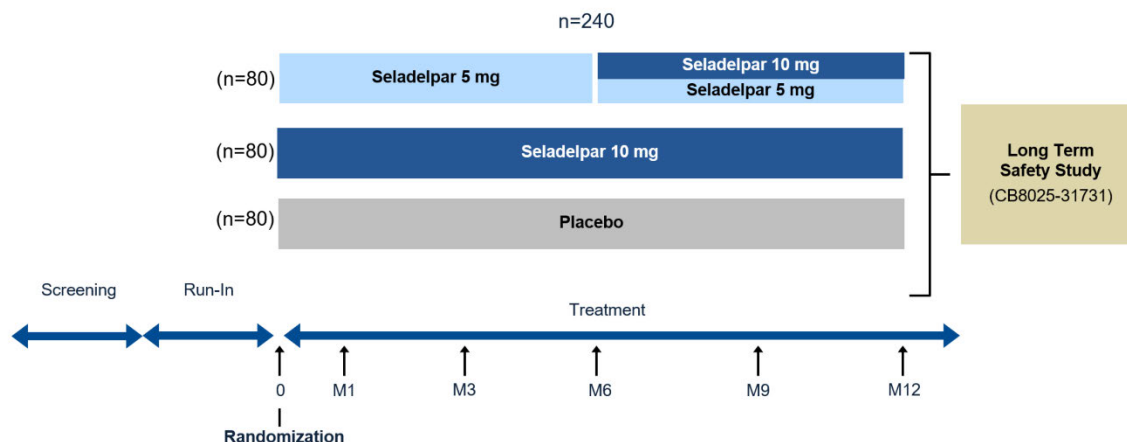 n=240
(n=80)
Seladelpar 5 mg
Seladelpar 10 mg
Seladelpar 5 mg
(n=80)
Seladelpar 10 mg
(n=80)
Placebo
Long Term
Safety Study
(CB8025-31731)
Screening
Run-In
Treatment
0
M1
M3
M6
M9
M12
Randomization